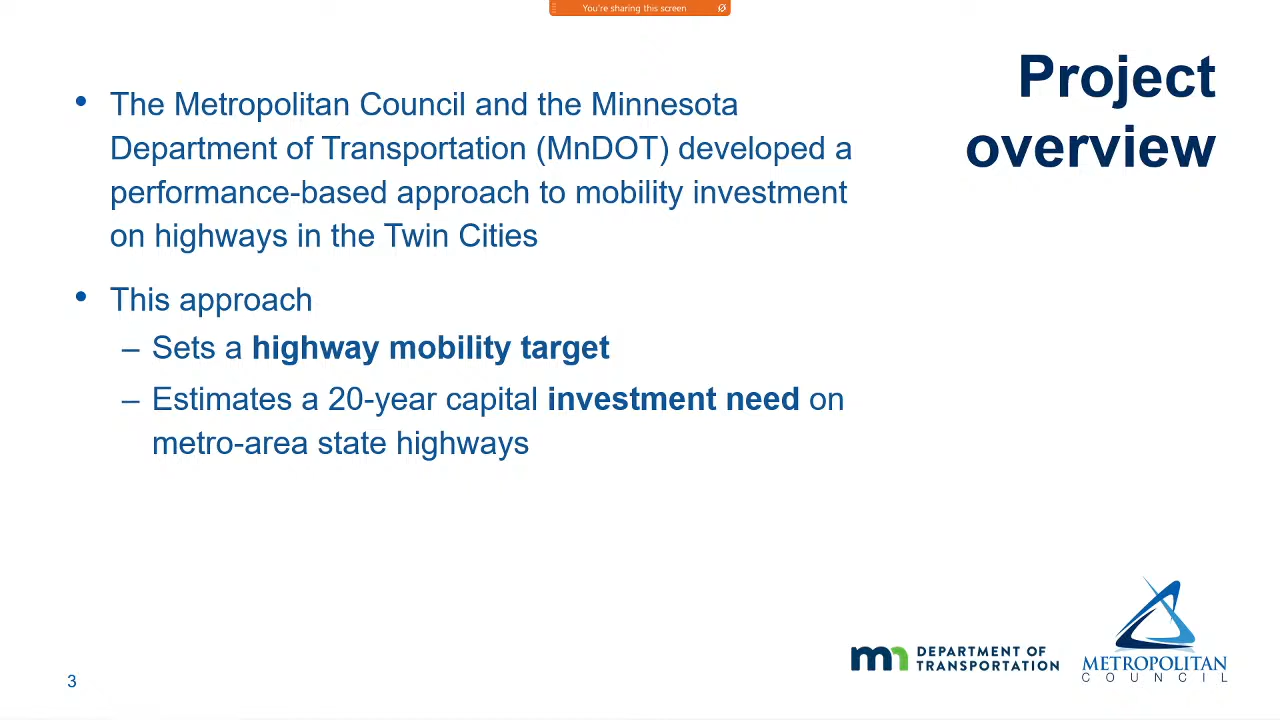 You're sharing this screen
Project
overview
• The Metropolitan Council and the Minnesota
Department of Transportation (MnDOT) developed a
performance-based approach to mobility investment
on highways in the Twin Cities
• This approach
– Sets a highway mobility target
– Estimates a 20-year capital investment need on
metro-area state highways
3
mn DEPARTMENT OF
TRANSPORTATION
METROPOLITAN
COUNCIL